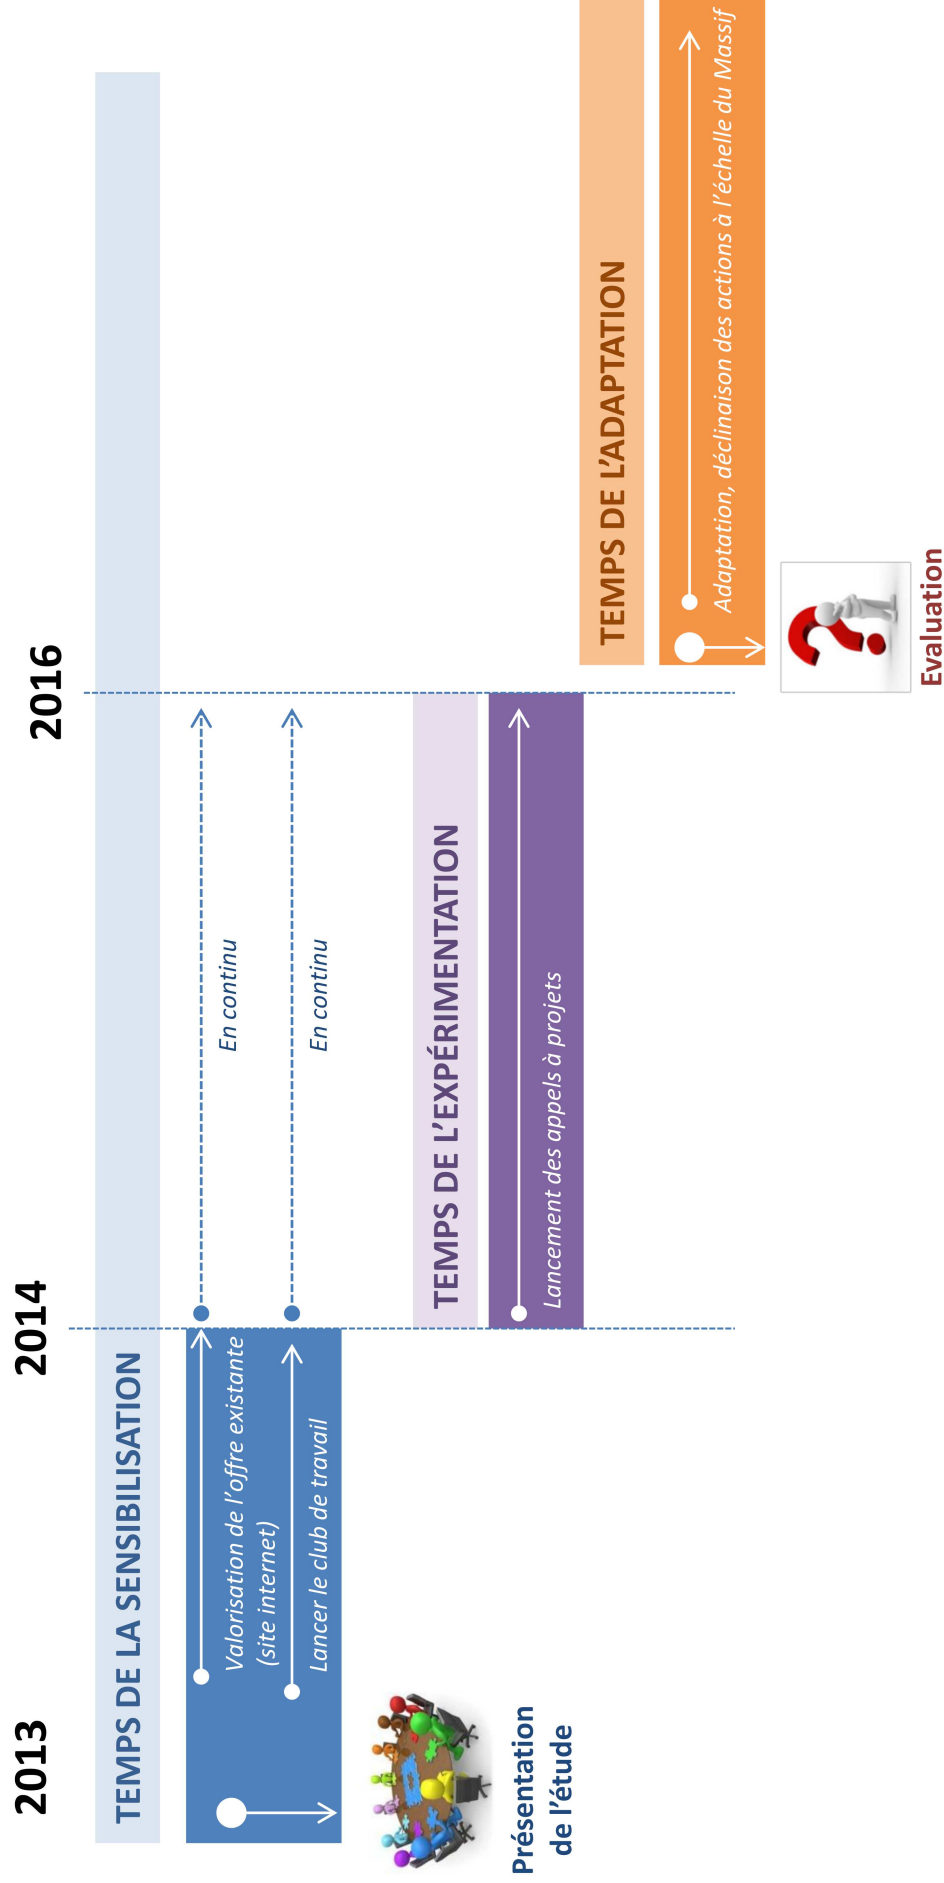 2013
2014
2016
TEMPS DE LA SENSIBILISATION
Valorisation de l’offre existante
(site internet)
Lancer le club de travail
En continu
En continu
Présentation
de l’étude
TEMPS DE L’EXPÉRIMENTATION
Lancement des appels à projets
TEMPS DE L’ADAPTATION
Adaptation, déclinaison des actions à l’échelle du Massif
Evaluation